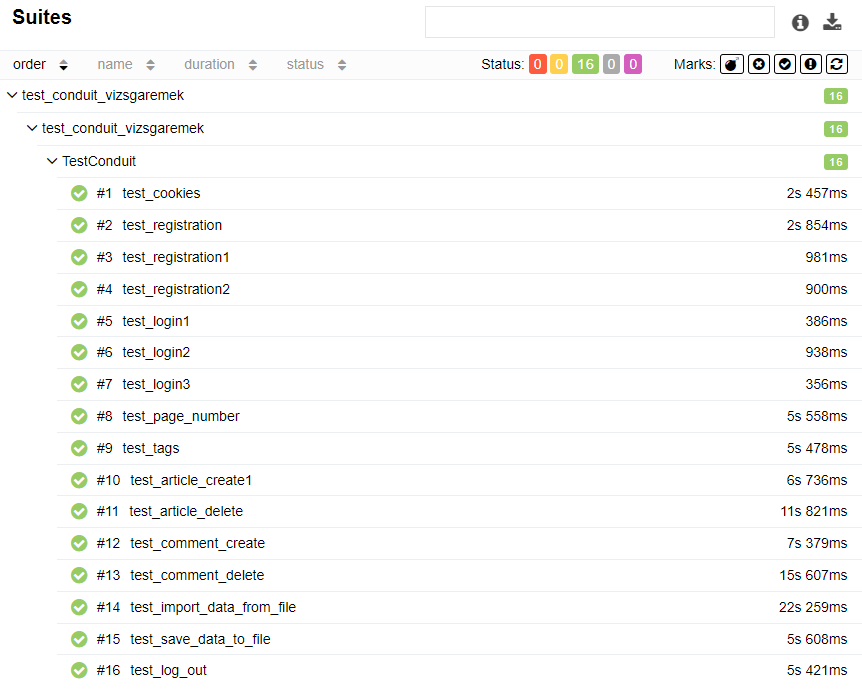 Suites
order name duration status Status: 0 0 16 0 0 Marks:
test_conduit_vizsgaremek 16
test_conduit_vizsgaremek 16
TestConduit 16
#1 test_cookies 2s 457ms
#2 test_registration 2s 854ms
#3 test_registration1 981ms
#4 test_registration2 900ms
#5 test_login1 386ms
#6 test_login2 938ms
#7 test_login3 356ms
#8 test_page_number 5s 558ms
#9 test_tags 5s 478ms
#10 test_article_create1 6s 736ms
#11 test_article_delete 11s 821ms
#12 test_comment_create 7s 379ms
#13 test_comment_delete 15s 607ms
#14 test_import_data_from_file 22s 259ms
#15 test_save_data_to_file 5s 608ms
#16 test_log_out 5s 421ms